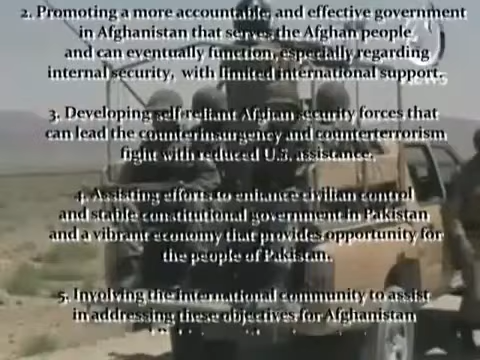 2. Promoting a more accountable, and effective government
in Afghanistan that serves the Afghan people
and can eventually function, especially regarding
internal security, with limited international support.
NEWS
3. Developing self-reliant Afghan security forces that
can lead the counterinsurgency and counterterrorism
fight with reduced U.S. assistance.
4. Assisting efforts to enhance civilian control
and stable constitutional government in Pakistan
and a vibrant economy that provides opportunity for
the people of Pakistan.
5. Involving the international community to assist
in addressing these objectives for Afghanistan